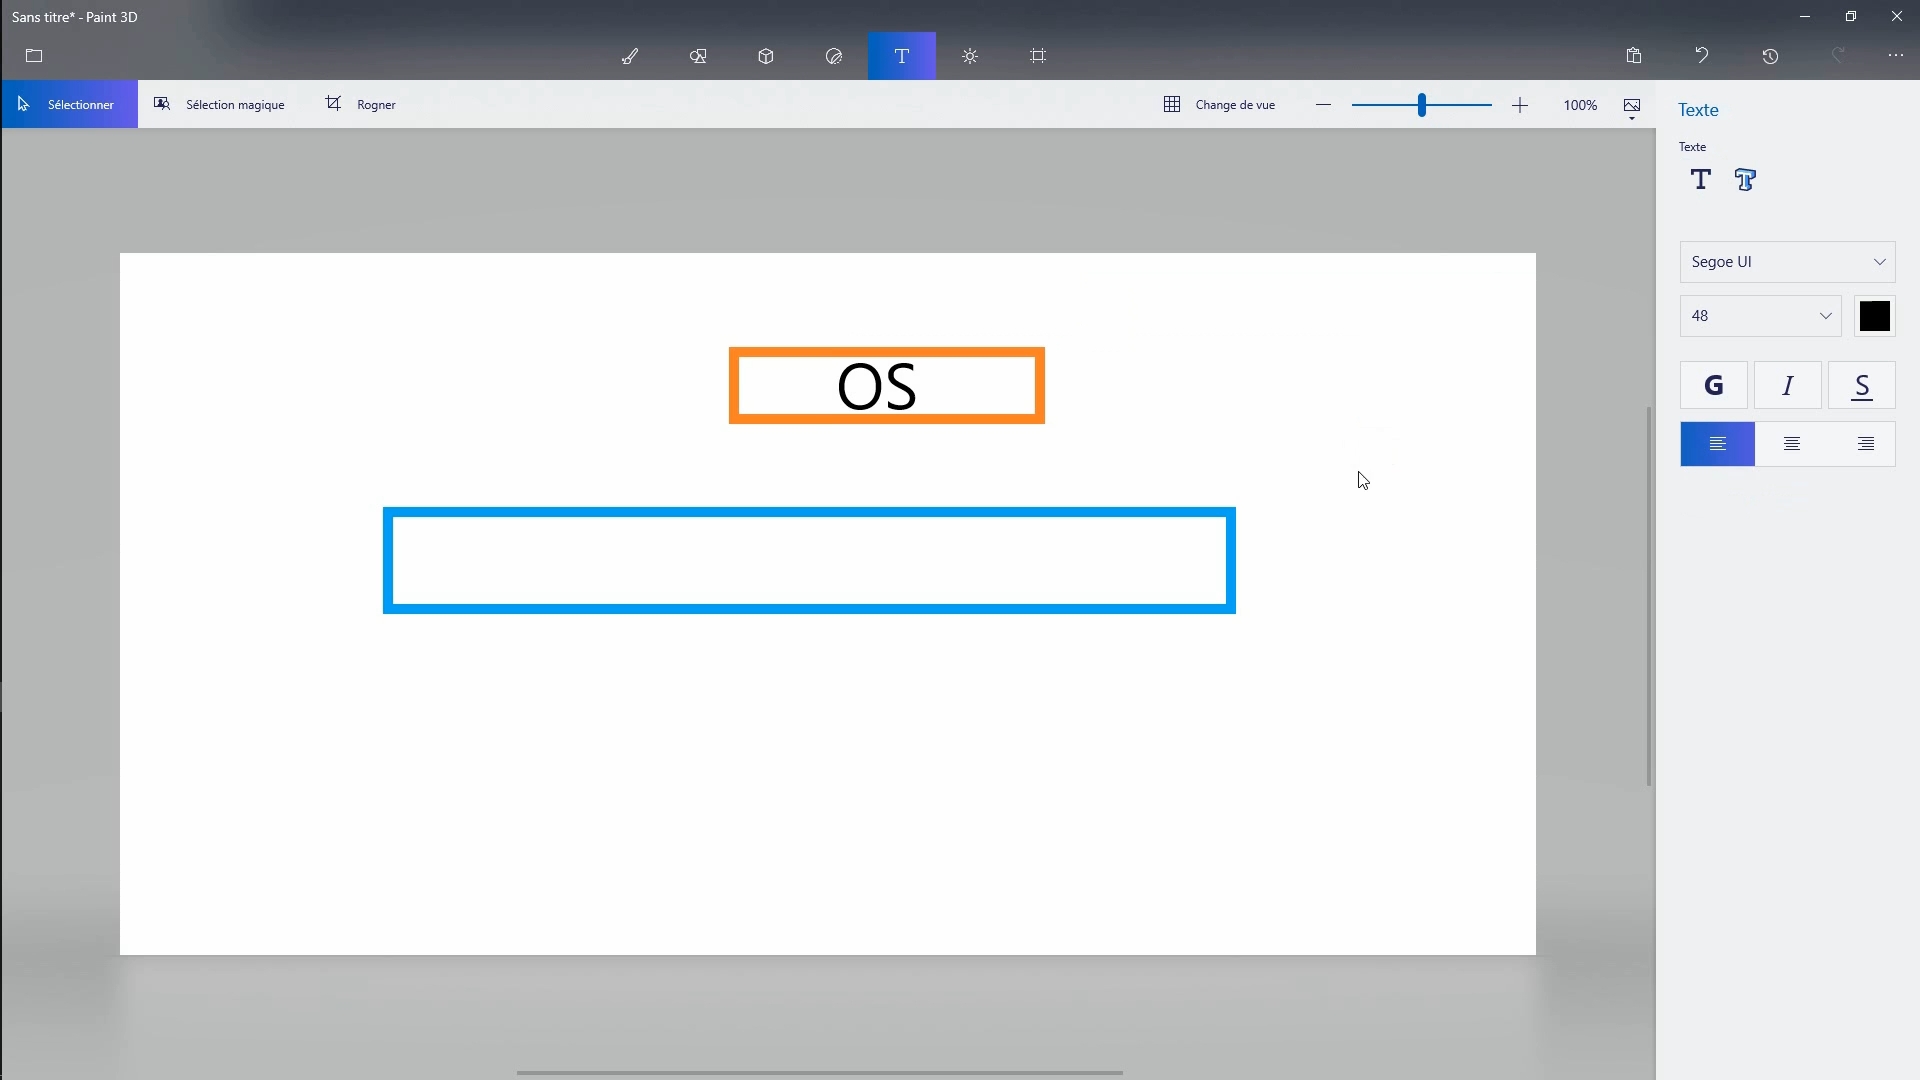 Sans titre* - Paint 3D
Sélectionner
Sélection magique
Rogner
Change de vue
100%
Texte
Texte
Segoe UI
48
G I S
OS